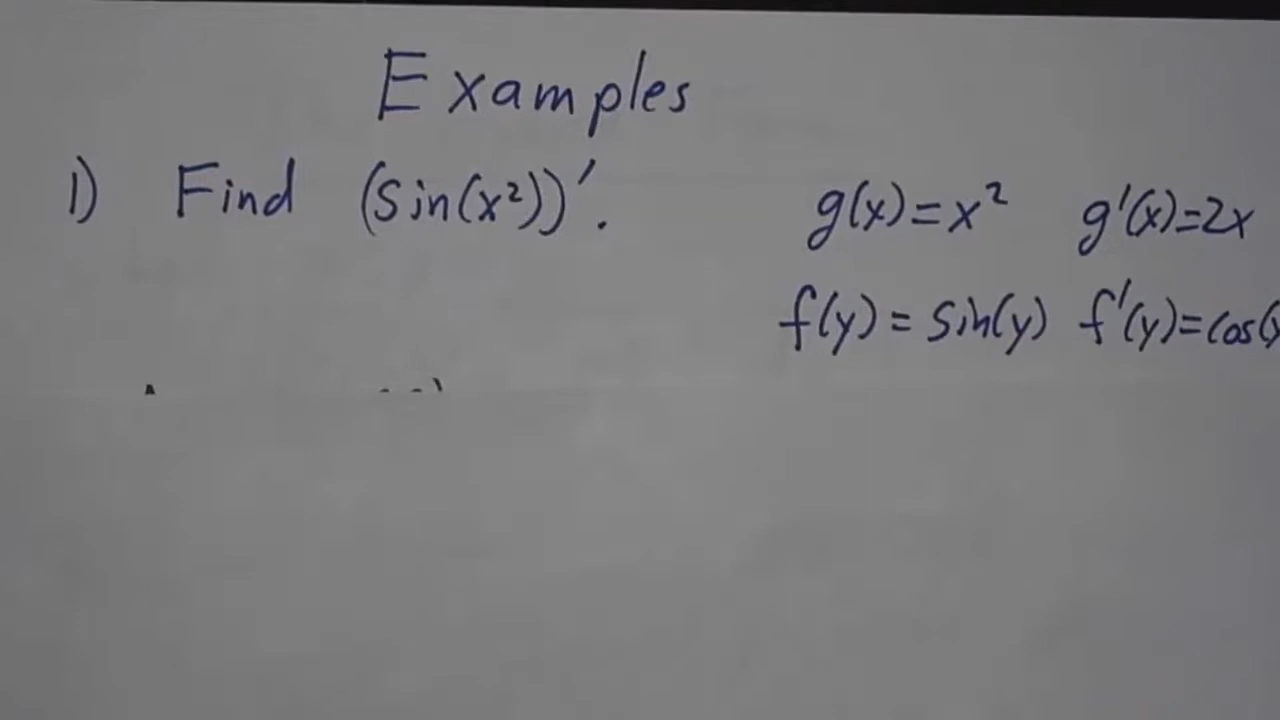 Examples
1) Find (sin(x²))'. g(x)=x² g'(x)=2x
f(y)=sin(y) f'(y)=cos(y